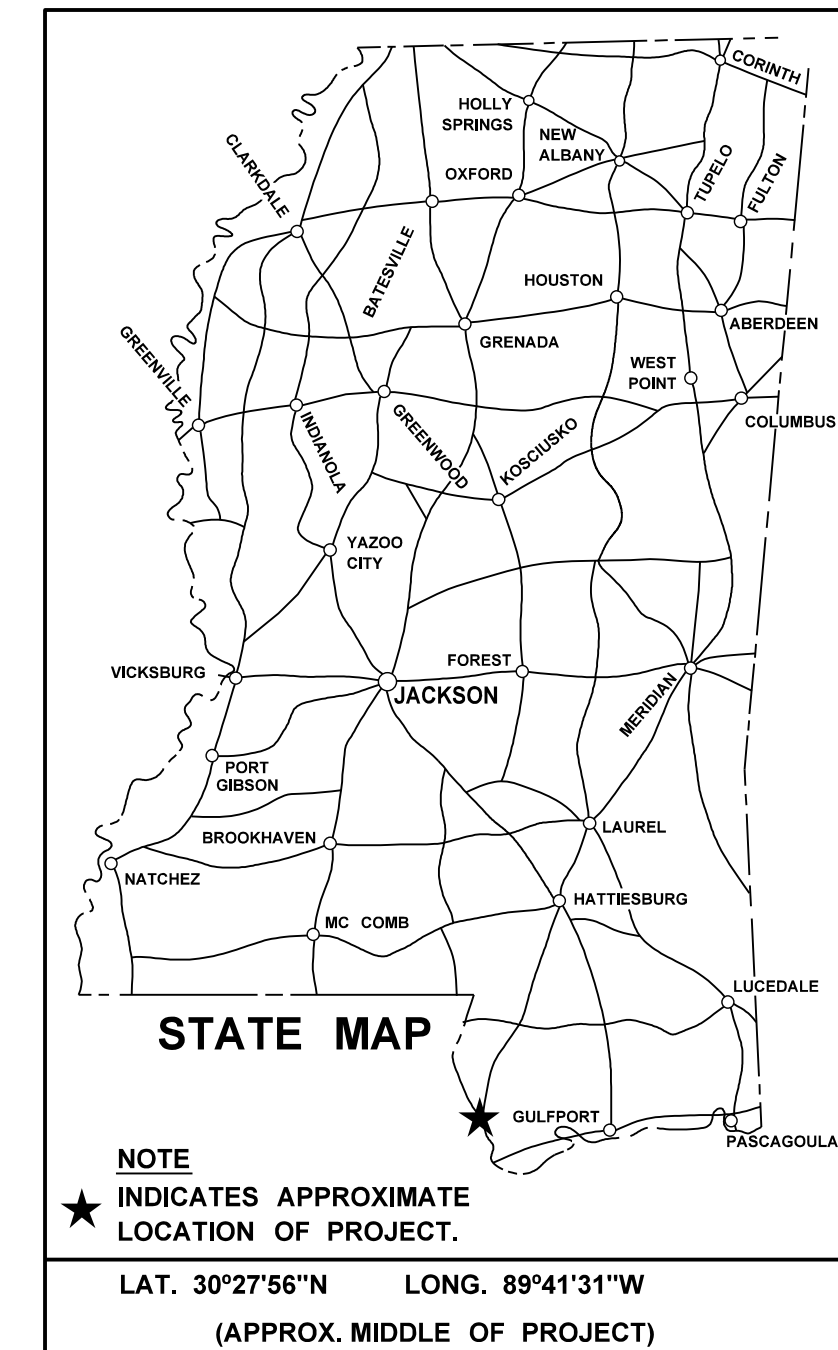 CORINTH
HOLLY
SPRINGS
NEW
ALBANY
CLARKDALE
OXFORD
TUPELO
FULTON
BATESVILLE
HOUSTON
ABERDEEN
GREENVILLE
GRENADA
WEST
POINT
COLUMBUS
INDIANOLA
GREENWOOD
KOSCIUSKO
YAZOO
CITY
VICKSBURG
FOREST
JACKSON
MERIDIAN
PORT
GIBSON
BROOKHAVEN
LAUREL
NATCHEZ
HATTIESBURG
MC COMB
LUCEDALE
STATE MAP
GULFPORT
PASCAGOULA
NOTE
INDICATES APPROXIMATE
LOCATION OF PROJECT.
LAT. 30º27'56"N LONG. 89º41'31"W
(APPROX. MIDDLE OF PROJECT)